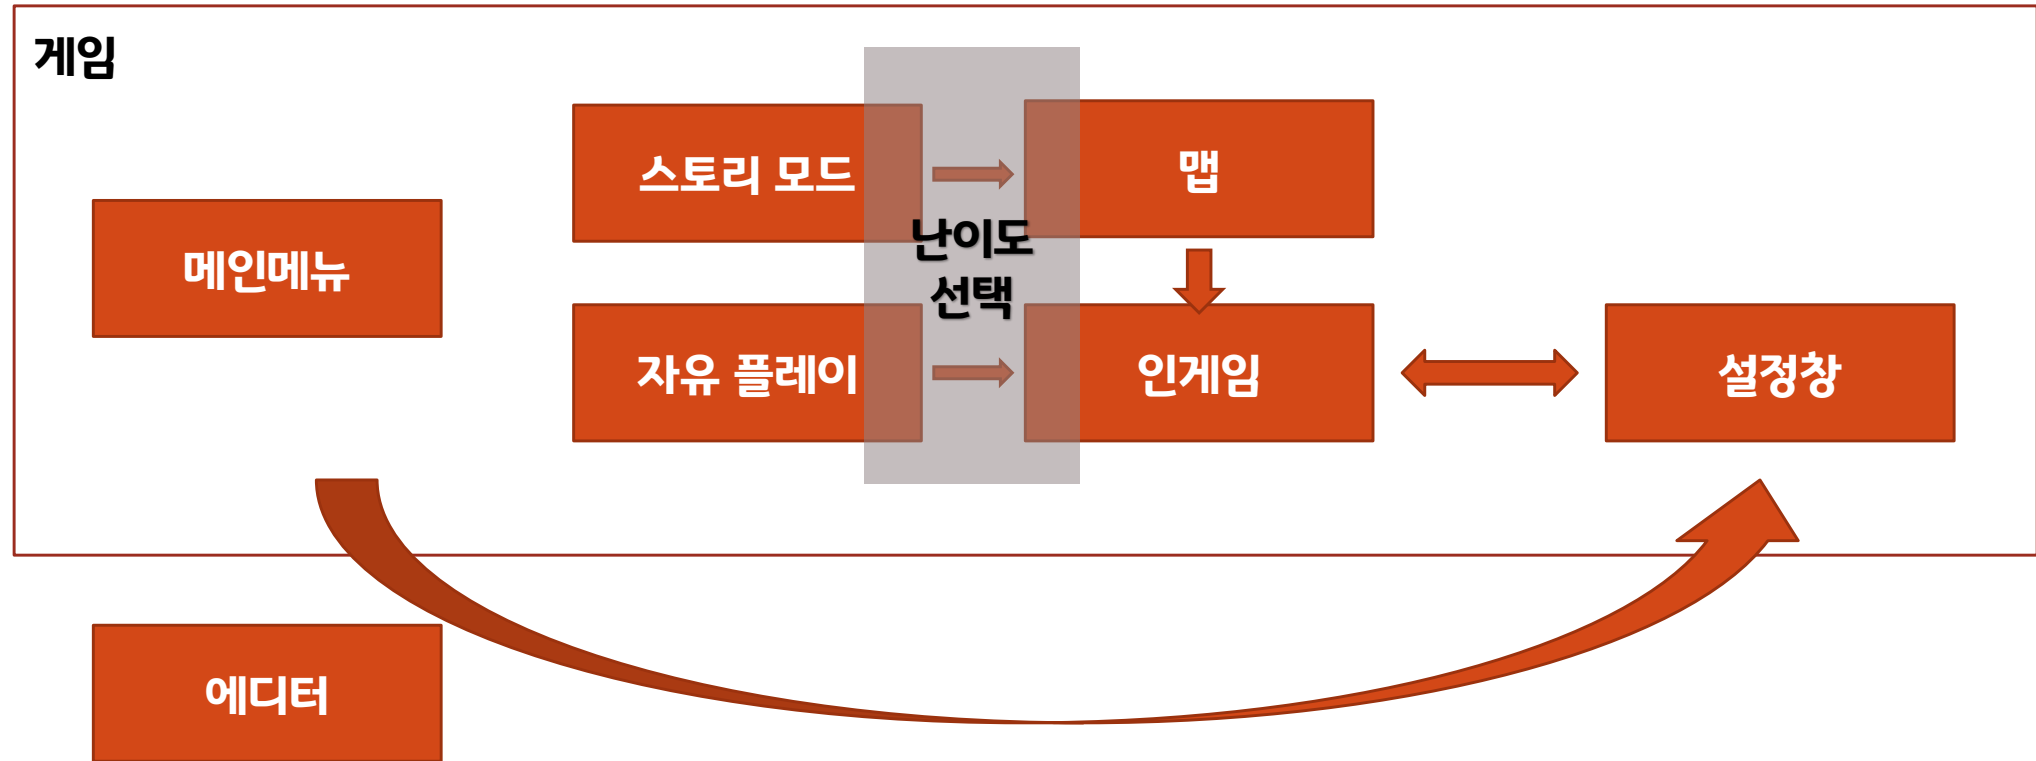 게임
메인메뉴
스토리 모드
맵
난이도
선택
자유 플레이
인게임
설정창
에디터